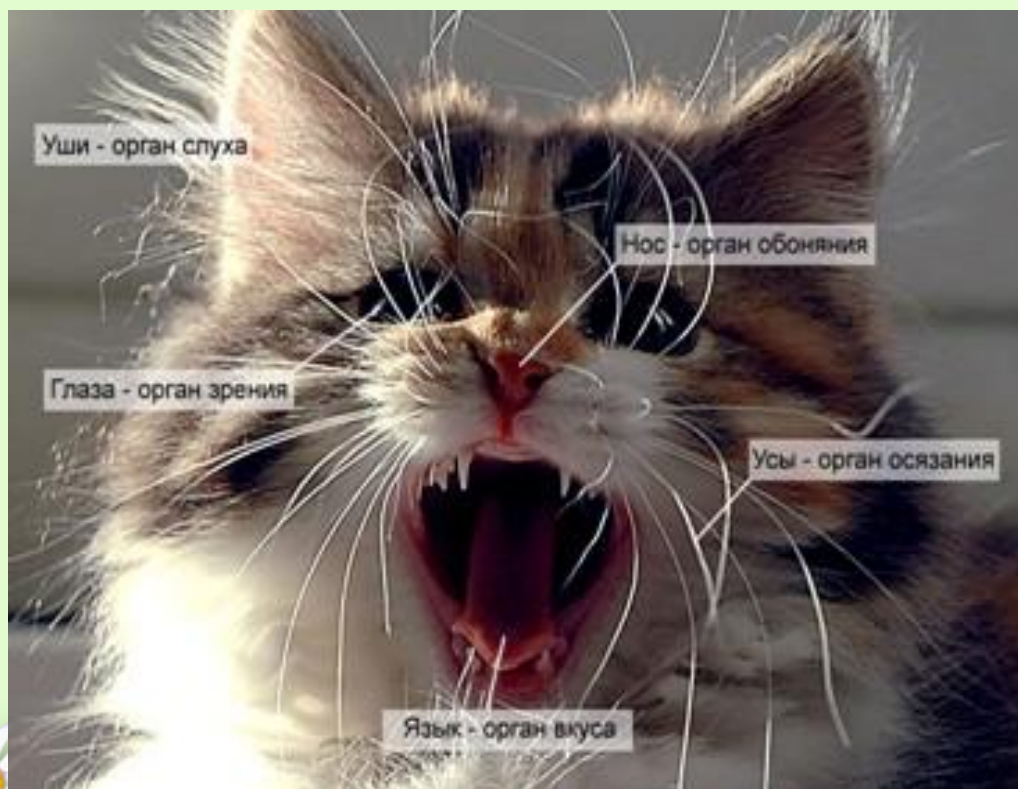 Уши - орган слуха
Нос - орган обоняния
Глаза - орган зрения
Усы - орган осязания
Язык - орган вкуса